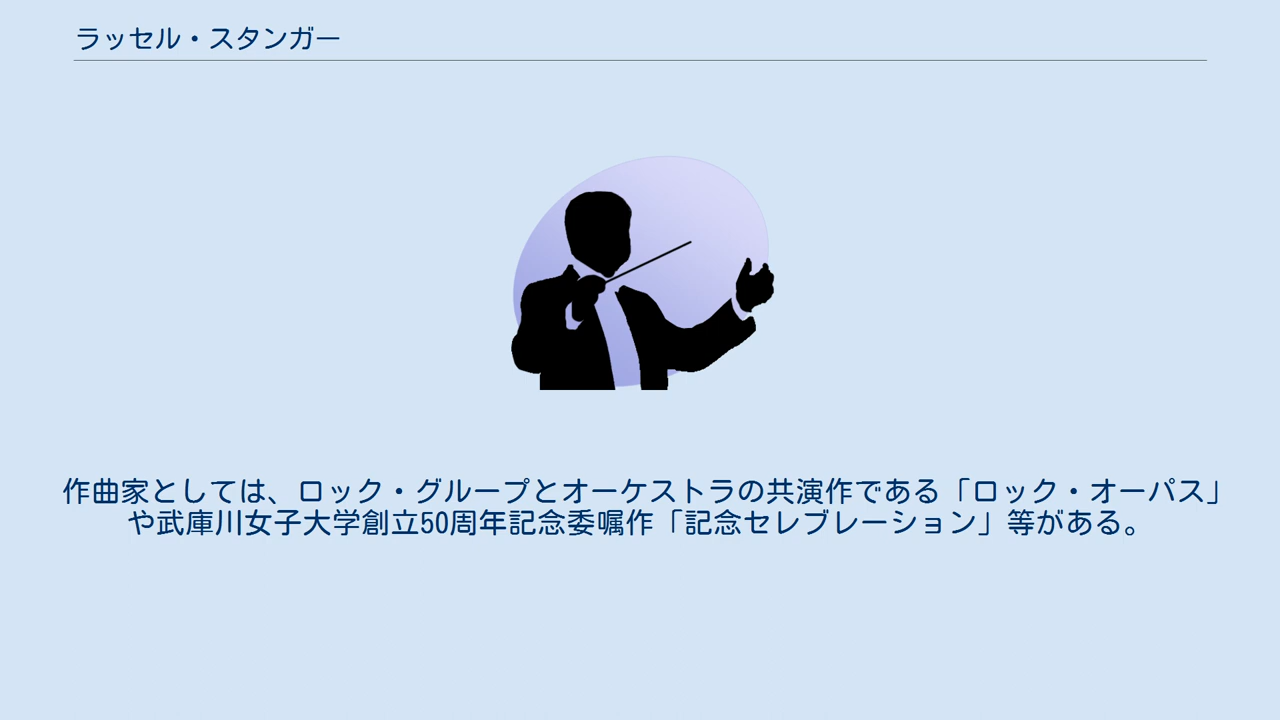 ラッセル・スタンガー
作曲家としては、ロック・グループとオーケストラの共演作である「ロック・オーパス」
や武庫川女子大学創立50周年記念委嘱作「記念セレブレーション」等がある。